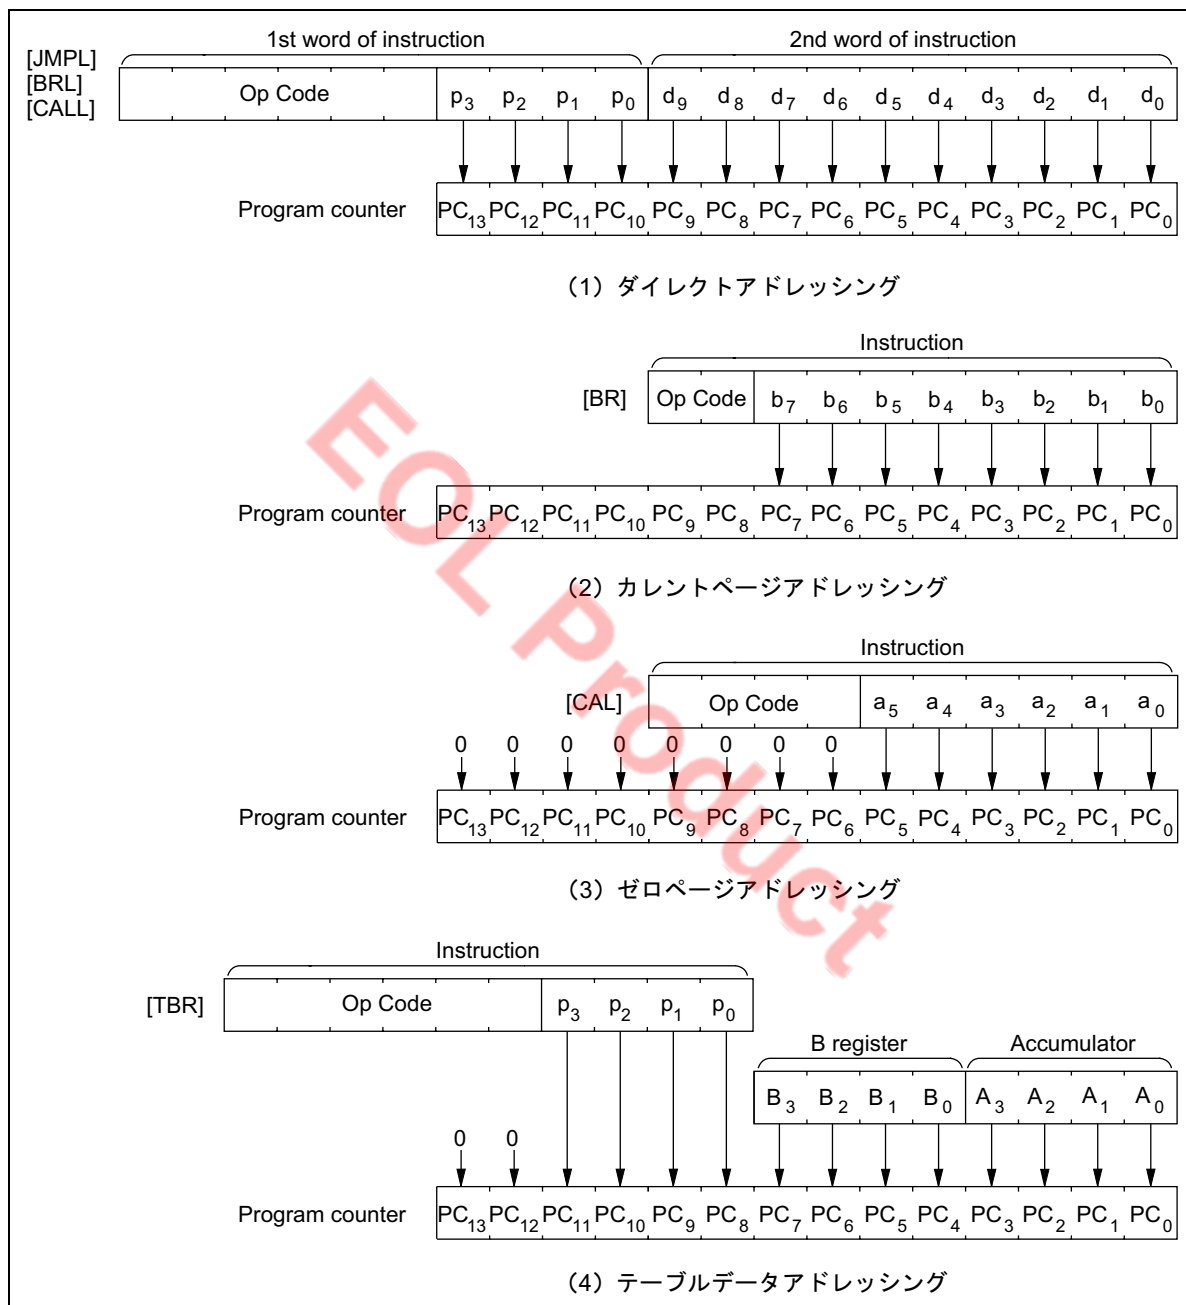 1st word of instruction 2nd word of instruction
[JMPL]
[BRL]
[CALL]
Op Code p3 p2 p1 p0 d9 d8 d7 d6 d5 d4 d3 d2 d1 d0
Program counter PC13 PC12 PC11 PC10 PC9 PC8 PC7 PC6 PC5 PC4 PC3 PC2 PC1 PC0
(1) ダイレクトアドレッシング
Instruction
[BR] Op Code b7 b6 b5 b4 b3 b2 b1 b0
Program counter PC13 PC12 PC11 PC10 PC9 PC8 PC7 PC6 PC5 PC4 PC3 PC2 PC1 PC0
(2) カレントページアドレッシング
Instruction
[CAL] Op Code a5 a4 a3 a2 a1 a0
0 0 0 0 0 0 0 0
Program counter PC13 PC12 PC11 PC10 PC9 PC8 PC7 PC6 PC5 PC4 PC3 PC2 PC1 PC0
(3) ゼロページアドレッシング
Instruction
[TBR] Op Code p3 p2 p1 p0
B register Accumulator
B3 B2 B1 B0 A3 A2 A1 A0
0 0
Program counter PC13 PC12 PC11 PC10 PC9 PC8 PC7 PC6 PC5 PC4 PC3 PC2 PC1 PC0
(4) テーブルデータアドレッシング
EOL Product